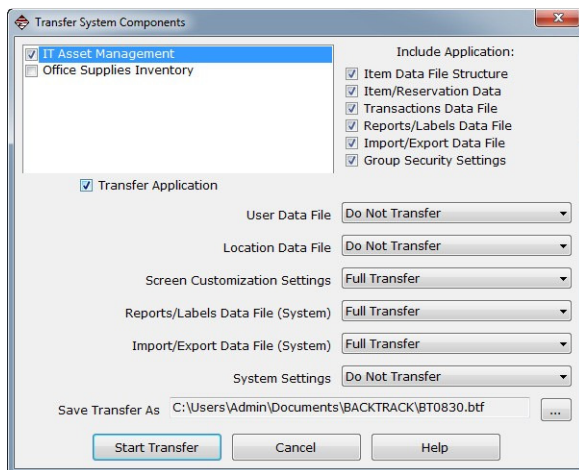 Transfer System Components
IT Asset Management
Office Supplies Inventory
Include Application:
Item Data File Structure
Item/Reservation Data
Transactions Data File
Reports/Labels Data File
Import/Export Data File
Group Security Settings
Transfer Application
User Data File Do Not Transfer
Location Data File Do Not Transfer
Screen Customization Settings Full Transfer
Reports/Labels Data File (System) Full Transfer
Import/Export Data File (System) Full Transfer
System Settings Do Not Transfer
Save Transfer As C:\Users\Admin\Documents\BACKTRACK\BT0830.btf ...
Start Transfer Cancel Help